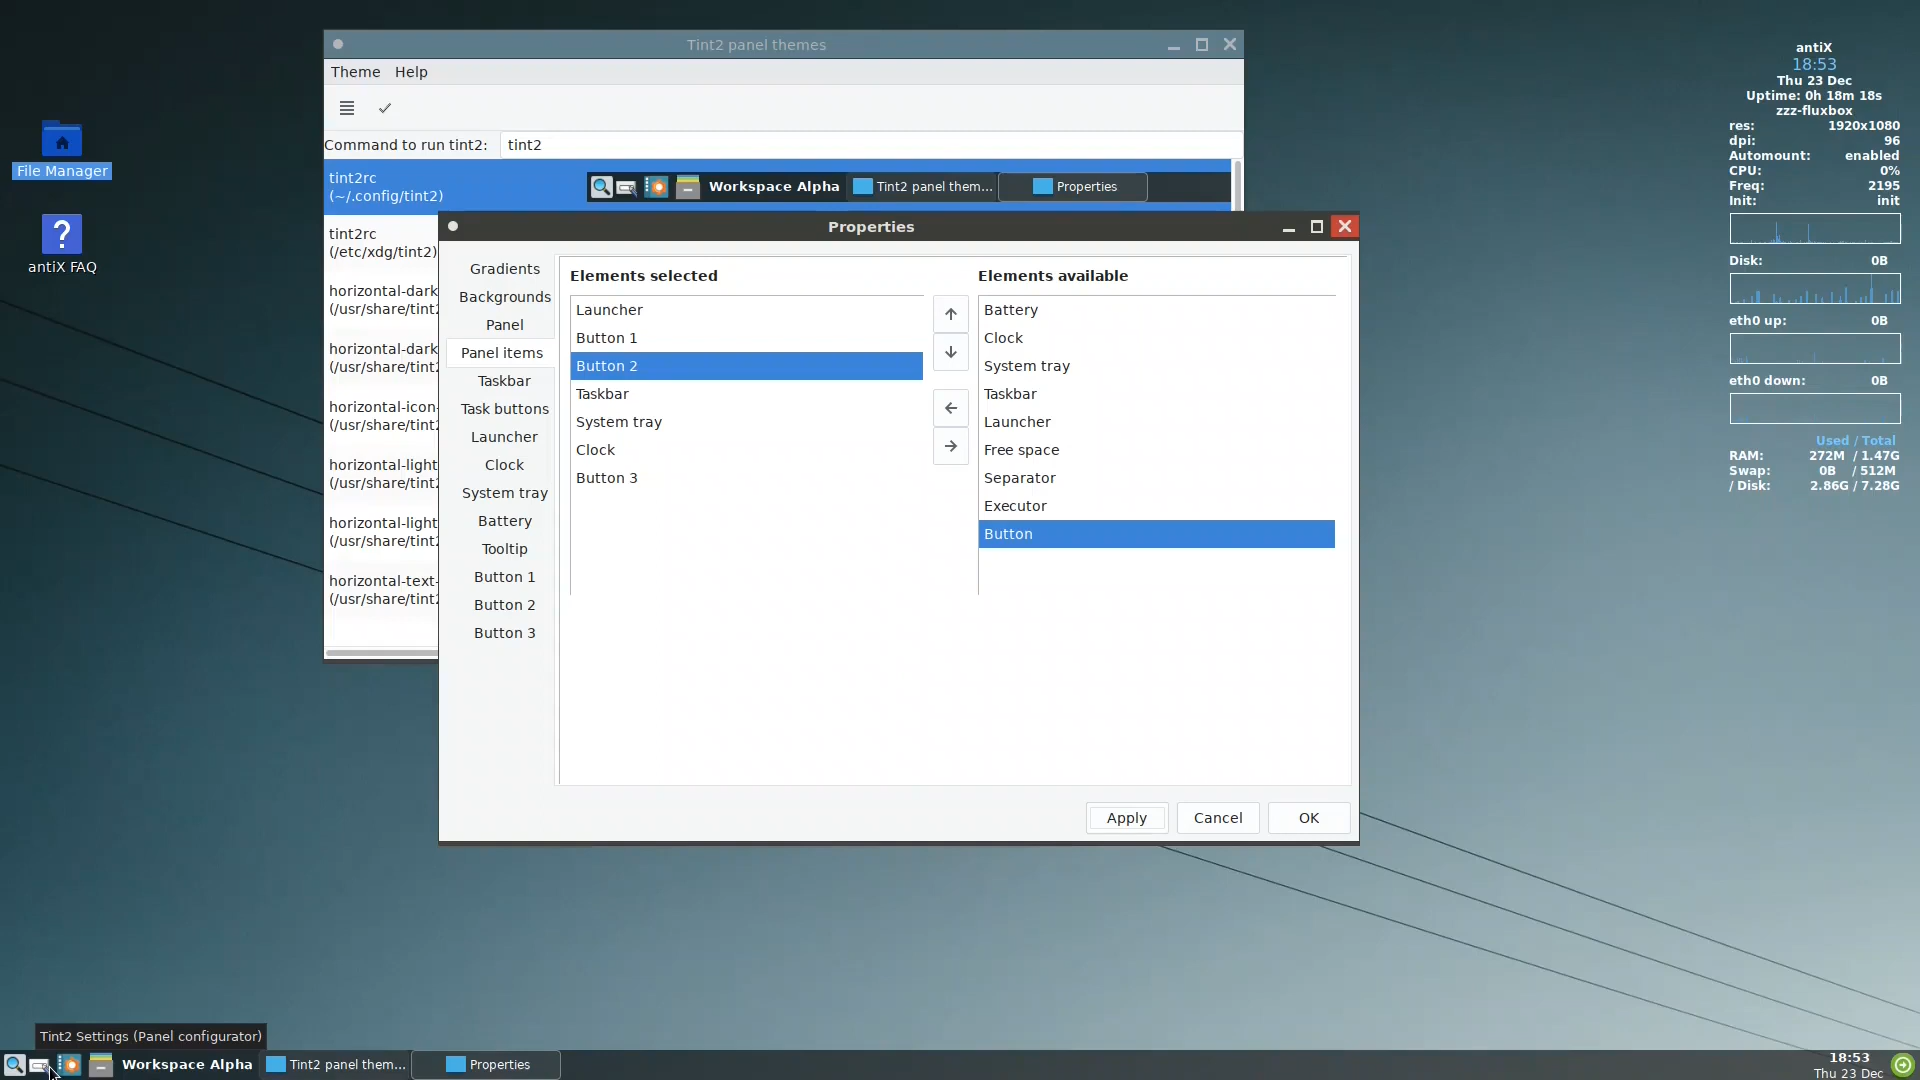 Tint2 panel themes
Theme Help
Command to run tint2: tint2
tint2rc
(~/.config/tint2)
Workspace Alpha
Tint2 panel them...
Properties
tint2rc
(/etc/xdg/tint2)
horizontal-dark
(/usr/share/tint2
horizontal-dark
(/usr/share/tint2
horizontal-icon-
(/usr/share/tint2
horizontal-light
(/usr/share/tint2
horizontal-light
(/usr/share/tint2
horizontal-text-
(/usr/share/tint2
File Manager
?
antiX FAQ
Properties
Gradients
Backgrounds
Panel
Panel items
Taskbar
Task buttons
Launcher
Clock
System tray
Battery
Tooltip
Button 1
Button 2
Button 3
Elements selected
Launcher
Button 1
Button 2
Taskbar
System tray
Clock
Button 3
Elements available
Battery
Clock
System tray
Taskbar
Launcher
Free space
Separator
Executor
Button
Apply
Cancel
OK
antiX
18:53
Thu 23 Dec
Uptime: 0h 18m 18s
zzz-fluxbox
res: 1920x1080
dpi: 96
Automount: enabled
CPU: 0%
Freq: 2195
Init: init
Disk: 0B
eth0 up: 0B
eth0 down: 0B
Used / Total
RAM: 272M / 1.47G
Swap: 0B / 512M
/ Disk: 2.86G / 7.28G
Tint2 Settings (Panel configurator)
Workspace Alpha
Tint2 panel them...
Properties
18:53
Thu 23 Dec